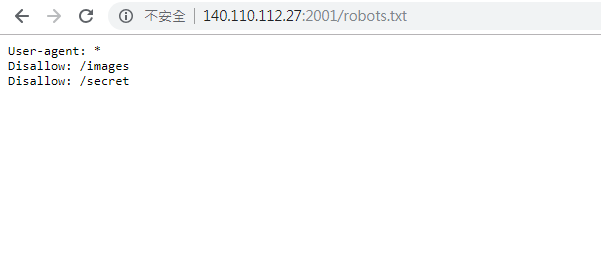 不安全 | 140.110.112.27:2001/robots.txt
User-agent: *
Disallow: /images
Disallow: /secret